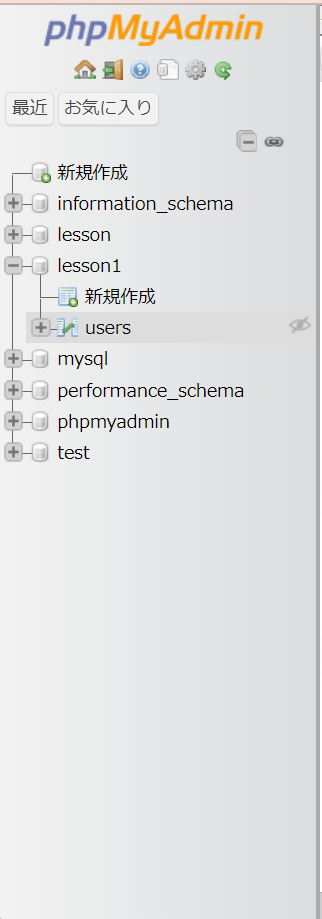 phpMyAdmin
最近 お気に入り
新規作成
information_schema
lesson
lesson1
新規作成
users
mysql
performance_schema
phpmyadmin
test